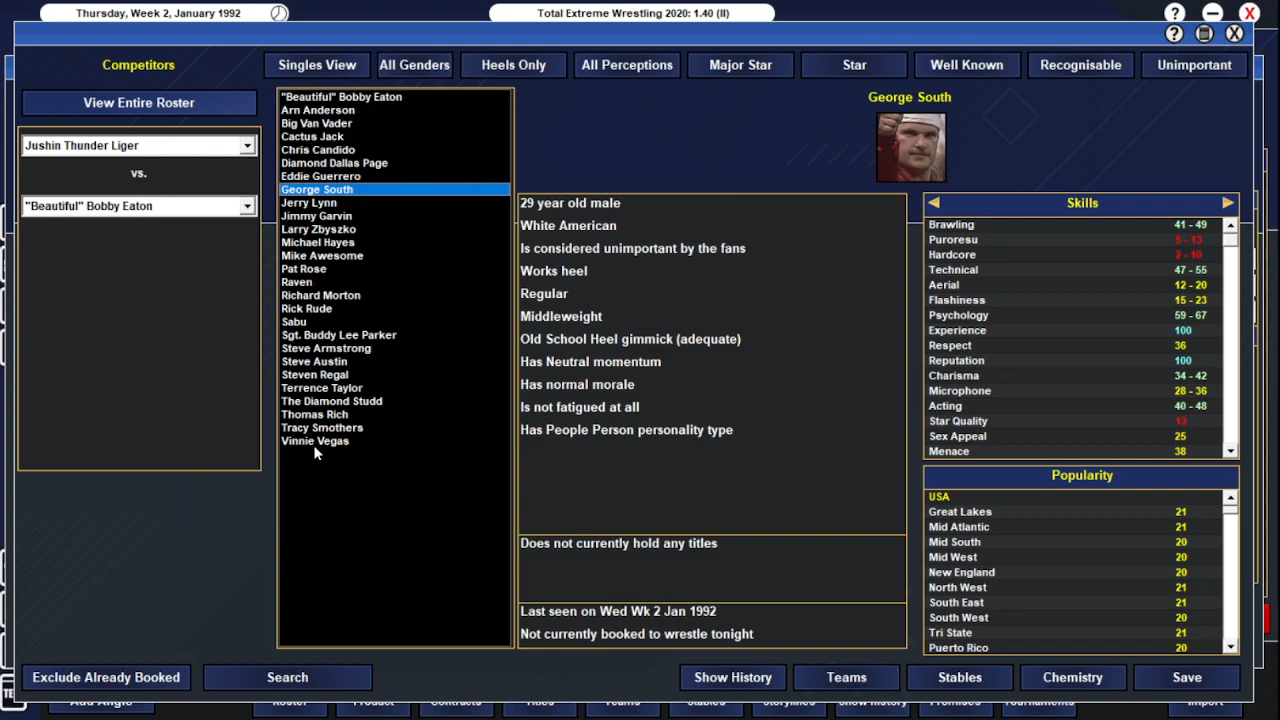 Thursday, Week 2, January 1992
Total Extreme Wrestling 2020: 1.40 (II)
?
X
?
X
Competitors
Singles View
All Genders
Heels Only
All Perceptions
Major Star
Star
Well Known
Recognisable
Unimportant
View Entire Roster
Jushin Thunder Liger
vs.
"Beautiful" Bobby Eaton
"Beautiful" Bobby Eaton
Arn Anderson
Big Van Vader
Cactus Jack
Chris Candido
Diamond Dallas Page
Eddie Guerrero
George South
Jerry Lynn
Jimmy Garvin
Larry Zbyszko
Michael Hayes
Mike Awesome
Pat Rose
Raven
Richard Morton
Rick Rude
Sabu
Sgt. Buddy Lee Parker
Steve Armstrong
Steve Austin
Steven Regal
Terrence Taylor
The Diamond Studd
Thomas Rich
Tracy Smothers
Vinnie Vegas
George South
29 year old male
White American
Is considered unimportant by the fans
Works heel
Regular
Middleweight
Old School Heel gimmick (adequate)
Has Neutral momentum
Has normal morale
Is not fatigued at all
Has People Person personality type
Does not currently hold any titles
Last seen on Wed Wk 2 Jan 1992
Not currently booked to wrestle tonight
Skills
Brawling 41 - 49
Puroresu 5 - 13
Hardcore 2 - 10
Technical 47 - 55
Aerial 12 - 20
Flashiness 15 - 23
Psychology 59 - 67
Experience 100
Respect 36
Reputation 100
Charisma 34 - 42
Microphone 28 - 36
Acting 40 - 48
Star Quality 13
Sex Appeal 25
Menace 38
Popularity
USA
Great Lakes 21
Mid Atlantic 21
Mid South 20
Mid West 20
New England 20
North West 21
South East 21
South West 20
Tri State 21
Puerto Rico 20
Exclude Already Booked
Search
Show History
Teams
Stables
Chemistry
Save